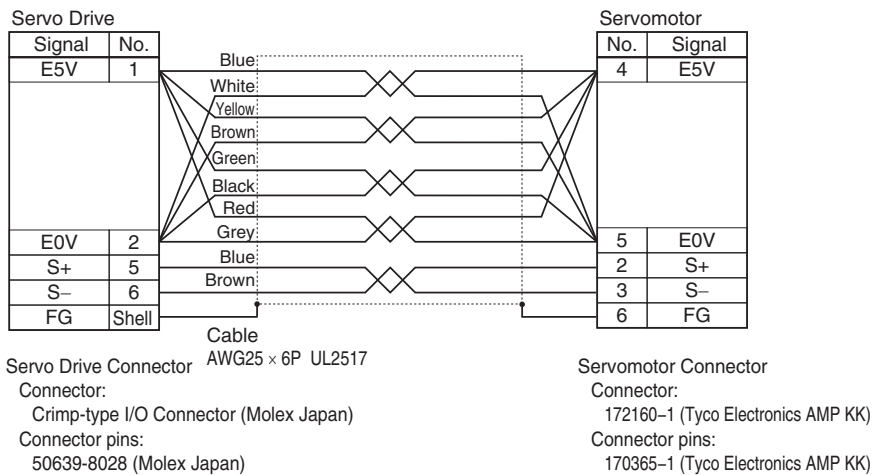 Servo Drive
Servomotor
Signal No.
No. Signal
E5V 1
4 E5V
Blue
White
Yellow
Brown
Green
Black
Red
Grey
E0V 2
5 E0V
Blue
S+ 5
2 S+
Brown
S− 6
3 S−
FG Shell
6 FG
Cable
AWG25 × 6P UL2517
Servo Drive Connector
Connector:
Crimp-type I/O Connector (Molex Japan)
Connector pins:
50639-8028 (Molex Japan)
Servomotor Connector
Connector:
172160−1 (Tyco Electronics AMP KK)
Connector pins:
170365−1 (Tyco Electronics AMP KK)